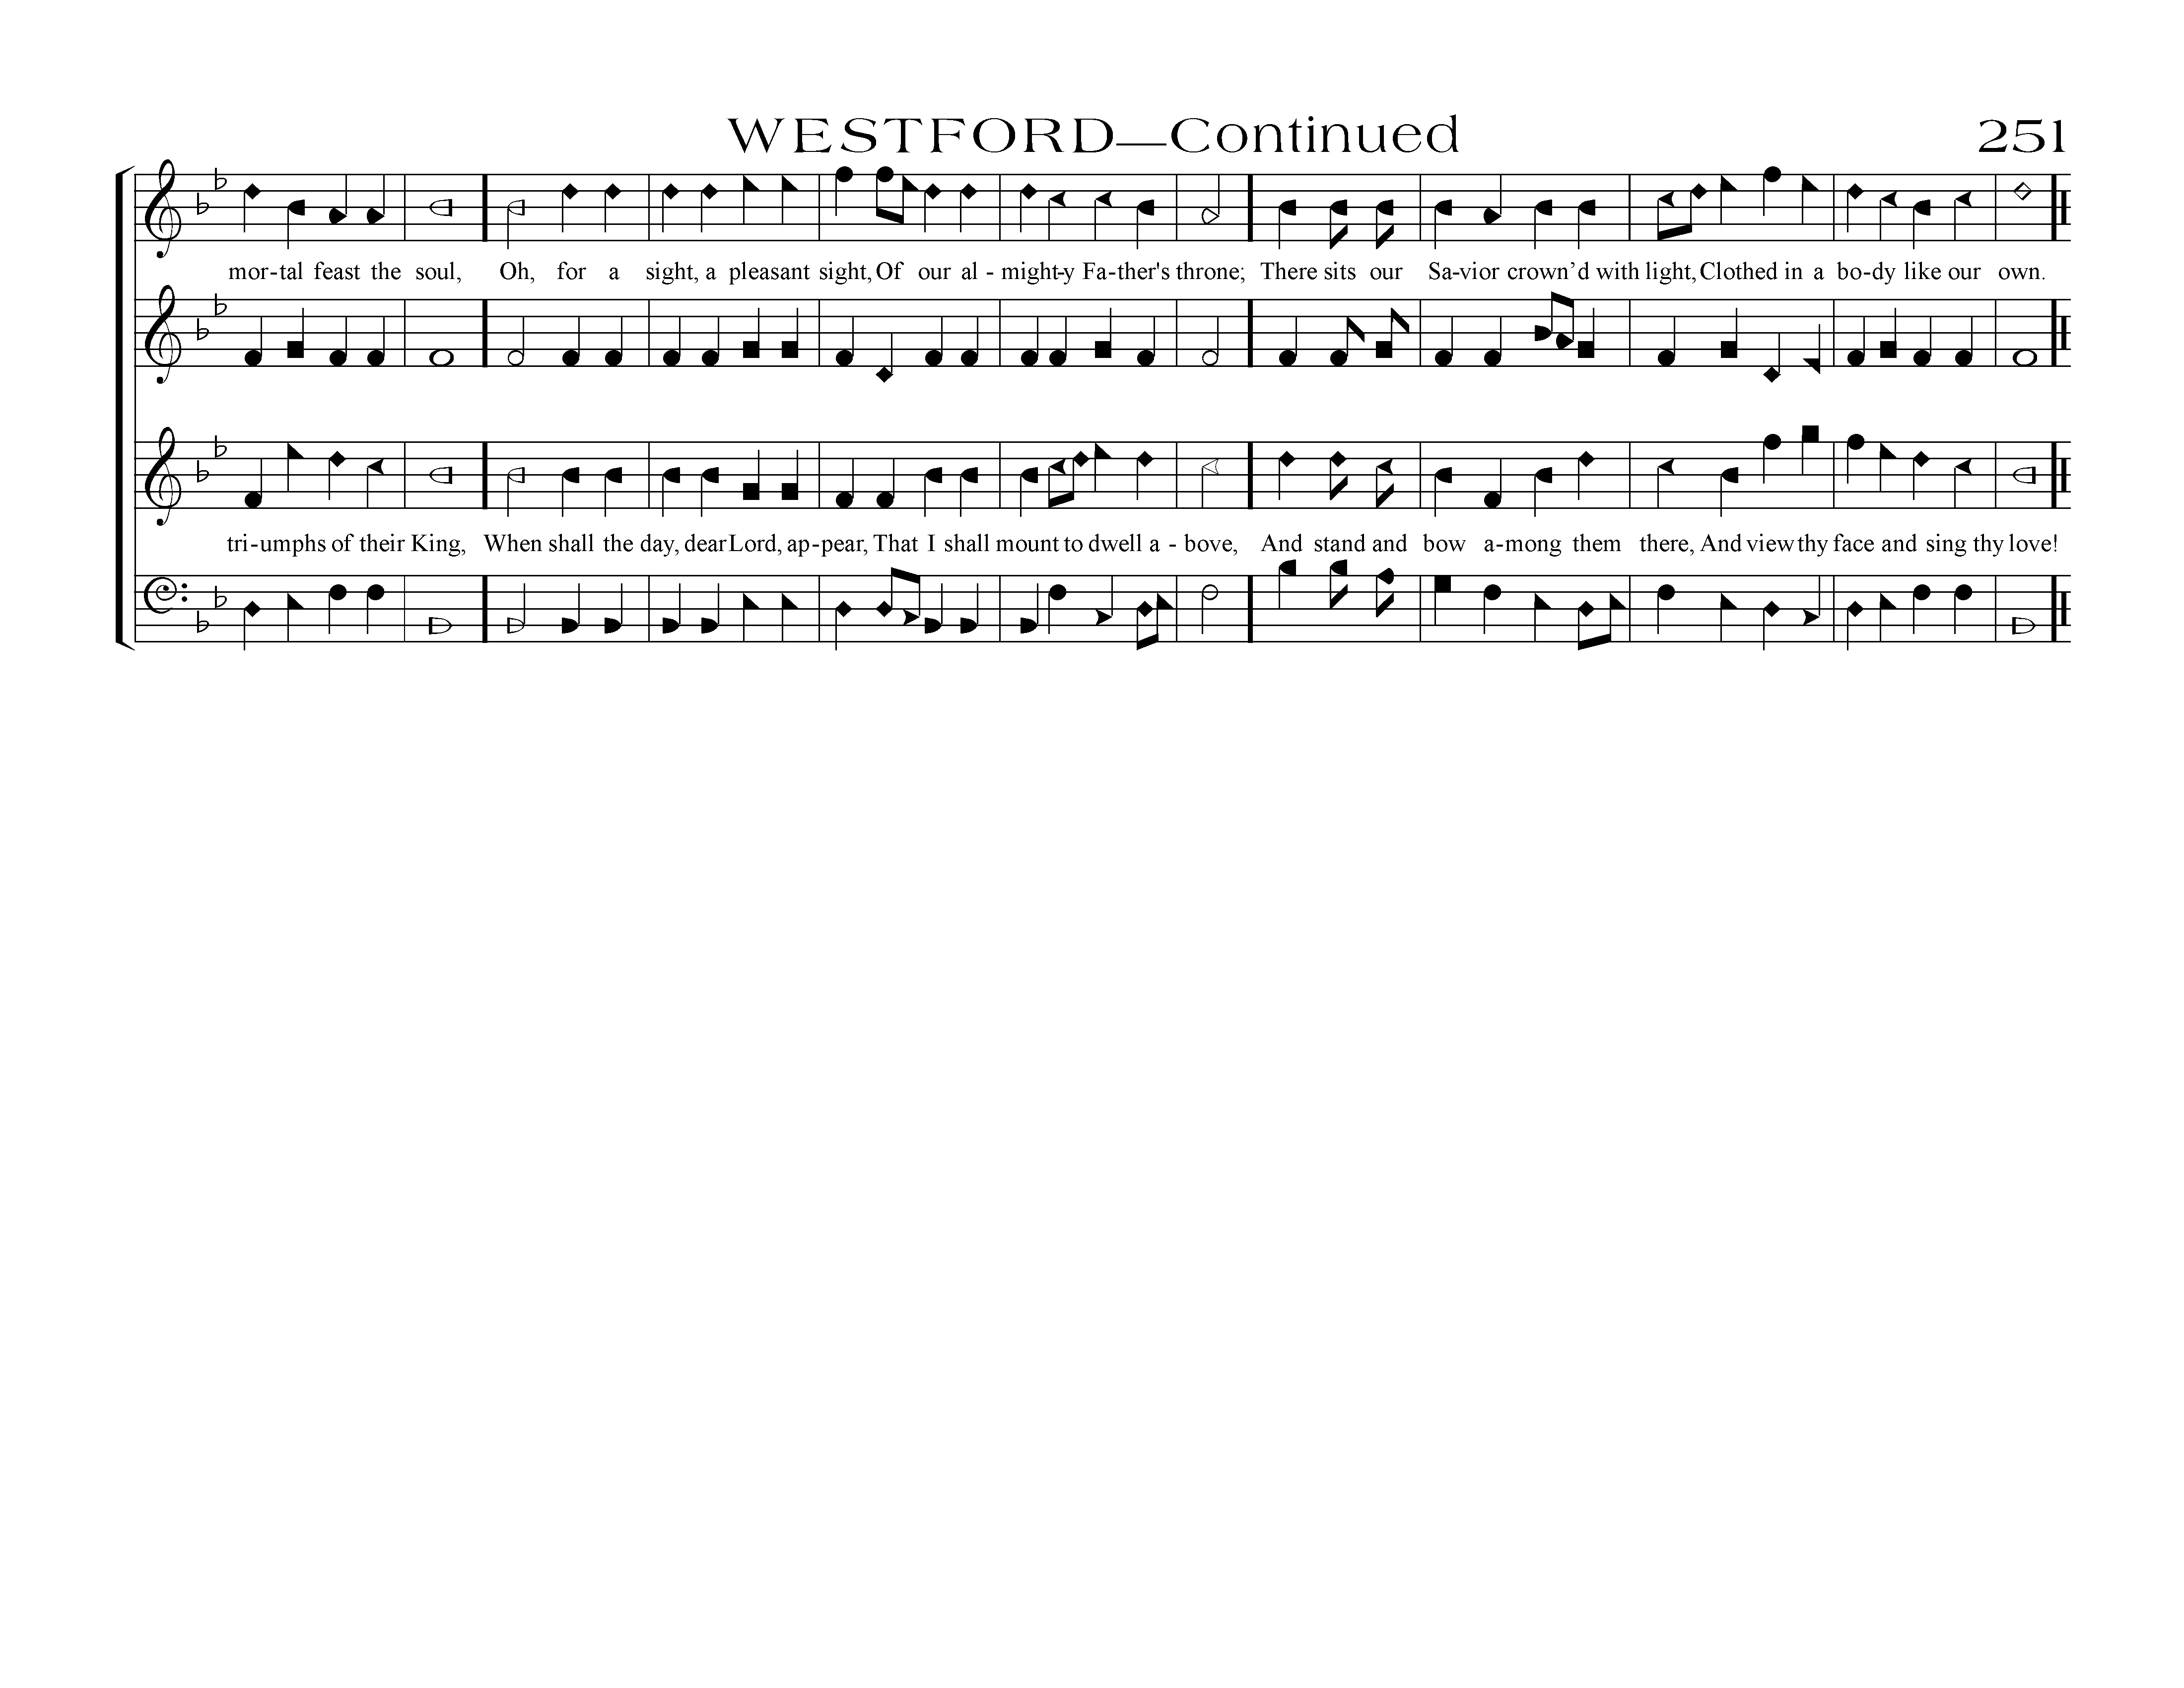 WESTFORD—Continued 251
mor-tal feast the soul, Oh, for a sight, a pleasant sight, Of our al-might-y Fa-ther's throne; There sits our Sa-vior crown’d with light, Clothed in a bo-dy like our own.
tri-umphs of their King, When shall the day, dear Lord, ap-pear, That I shall mount to dwell a-bove, And stand and bow a-mong them there, And view thy face and sing thy love!